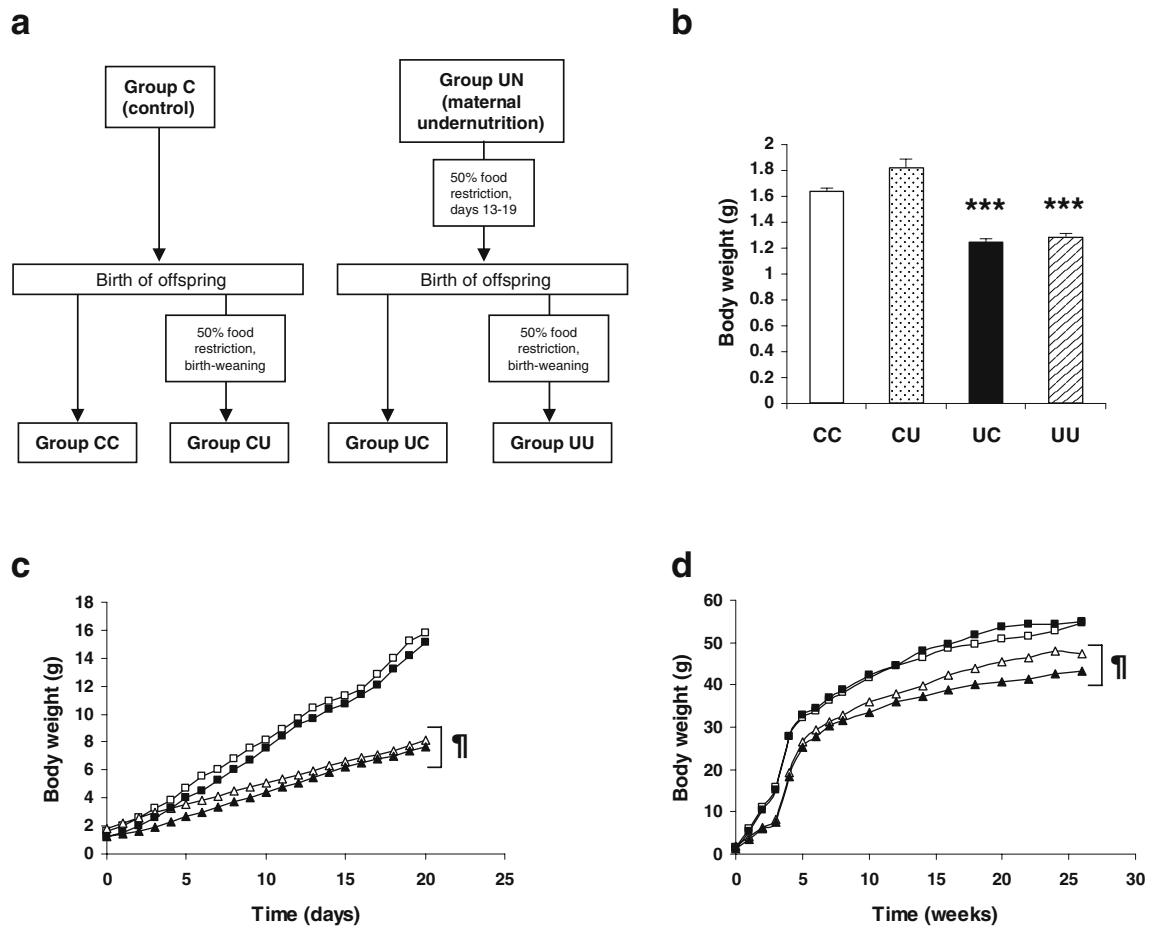 a
Group C
(control)
Group UN
(maternal
undernutrition)
50% food
restriction,
days 13-19
Birth of offspring
Birth of offspring
50% food
restriction,
birth-weaning
50% food
restriction,
birth-weaning
Group CC
Group CU
Group UC
Group UU
b
Body weight (g)
2
1.8
1.6
1.4
1.2
1
0.8
0.6
0.4
0.2
0
***
***
CC
CU
UC
UU
c
Body weight (g)
18
16
14
12
10
8
6
4
2
0
¶
0
5
10
15
20
25
Time (days)
d
Body weight (g)
60
50
40
30
20
10
0
¶
0
5
10
15
20
25
30
Time (weeks)